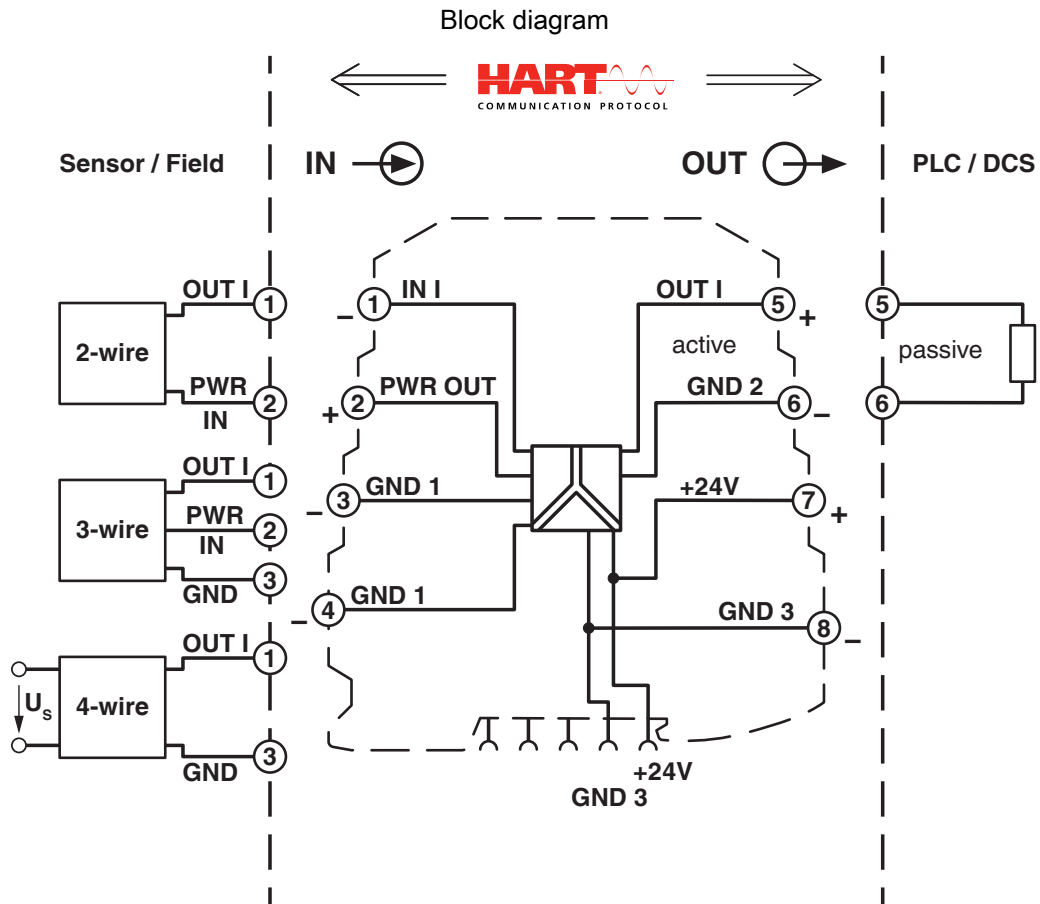 Block diagram
HART
COMMUNICATION PROTOCOL
Sensor / Field
IN
OUT
PLC / DCS
OUT I
1
2-wire
PWR
IN
2
OUT I
1
3-wire
PWR
IN
2
GND
3
OUT I
1
Us
4-wire
GND
3
1
IN I
–
2
PWR OUT
+
3
GND 1
–
4
GND 1
–
OUT I
5
+
active
GND 2
6
–
+24V
7
+
GND 3
8
–
+24V
GND 3
5
passive
6